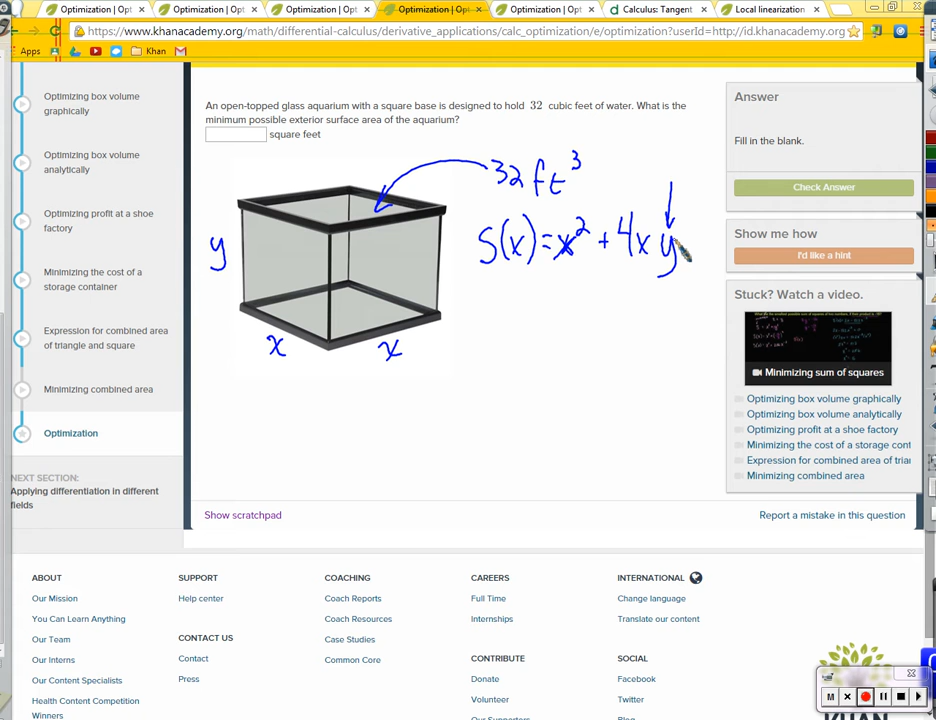 Optimization | Opt
Optimization | Opt
Optimization | Opt
Optimization | Opt
Optimization | Opt
Calculus: Tangent
Local linearization
https://www.khanacademy.org/math/differential-calculus/derivative_applications/calc_optimization/e/optimization?userId=http://id.khanacademy.org
Apps
Khan
Optimizing box volume
graphically
Optimizing box volume
analytically
Optimizing profit at a shoe
factory
Minimizing the cost of a
storage container
Expression for combined area
of triangle and square
Minimizing combined area
Optimization
NEXT SECTION:
Applying differentiation in different
fields
An open-topped glass aquarium with a square base is designed to hold 32 cubic feet of water. What is the
minimum possible exterior surface area of the aquarium?
square feet
32 ft³
S(x) = x² + 4xy
y
x
x
Show scratchpad
Report a mistake in this question
Answer
Fill in the blank.
Check Answer
Show me how
I'd like a hint
Stuck? Watch a video.
Minimizing sum of squares
Optimizing box volume graphically
Optimizing box volume analytically
Optimizing profit at a shoe factory
Minimizing the cost of a storage cont
Expression for combined area of triar
Minimizing combined area
ABOUT
Our Mission
You Can Learn Anything
Our Team
Our Interns
Our Content Specialists
Health Content Competition
Winners
SUPPORT
Help center
CONTACT US
Contact
Press
COACHING
Coach Reports
Coach Resources
Case Studies
Common Core
CAREERS
Full Time
Internships
CONTRIBUTE
Donate
Volunteer
INTERNATIONAL
Change language
Translate our content
SOCIAL
Facebook
Twitter
M
KHAN